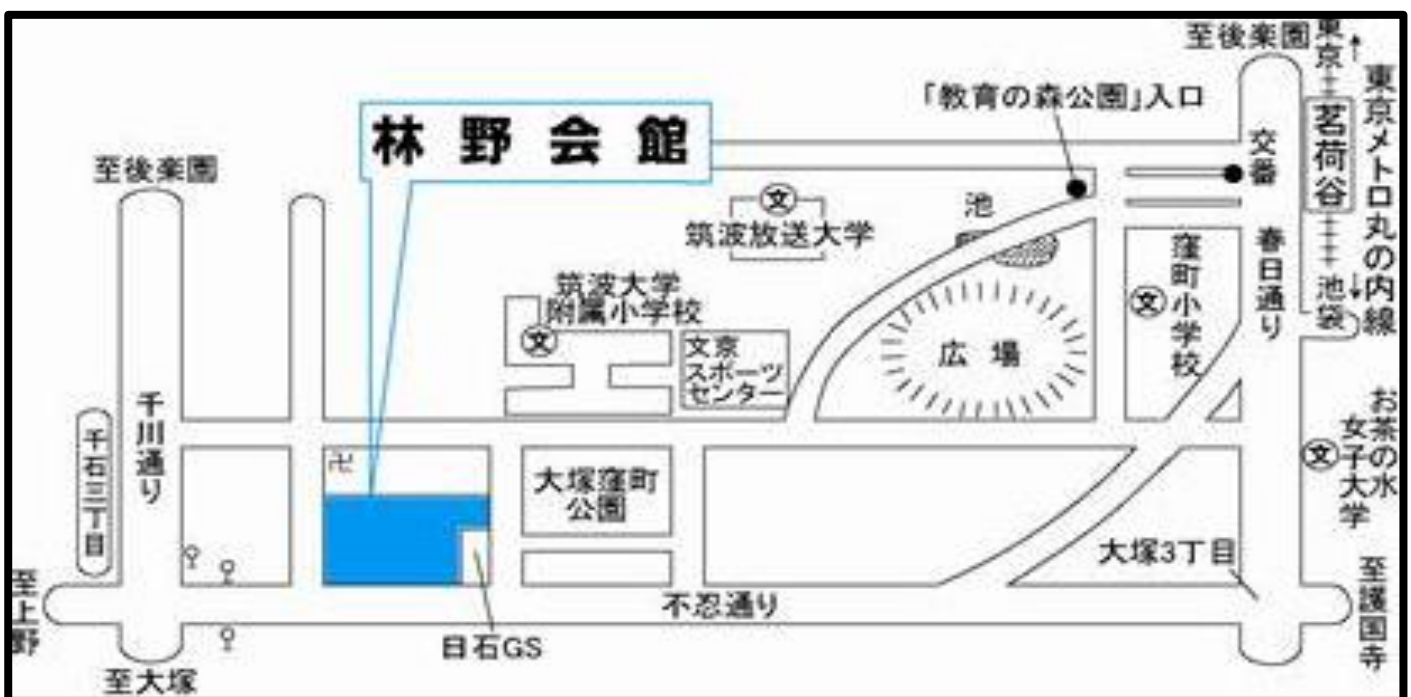 至後楽園
東京
東京メトロ丸の内線
茗荷谷
池袋
「教育の森公園」入口
交番
林野会館
至後楽園
文
筑波放送大学
池
窪町小学校
文
春日通り
筑波大学
附属小学校
文
文京
スポーツ
センター
広場
千川通り
千石三丁目
卍
大塚窪町
公園
お茶の水
女子大学
文
大塚3丁目
至護国寺
至上野
不忍通り
目石GS
至大塚